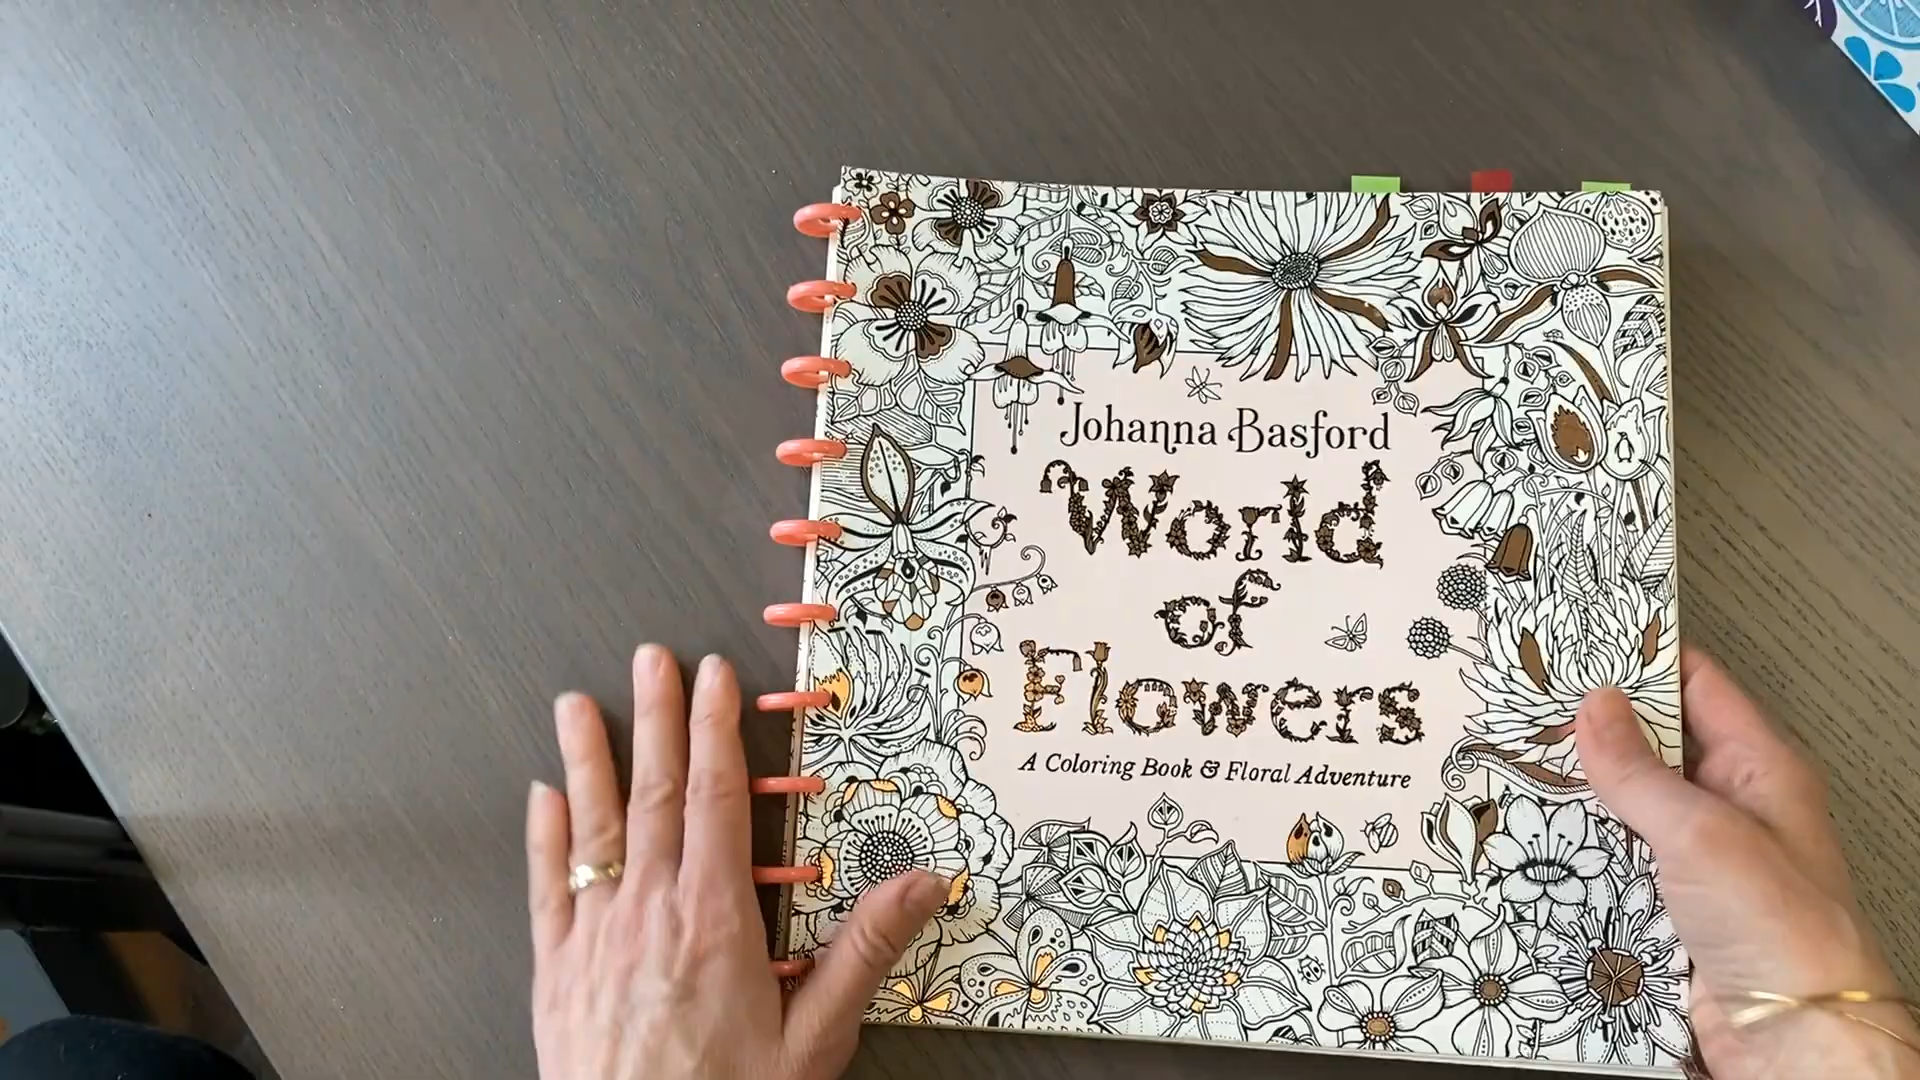 Johanna Basford
World
of
Flowers
A Coloring Book & Floral Adventure